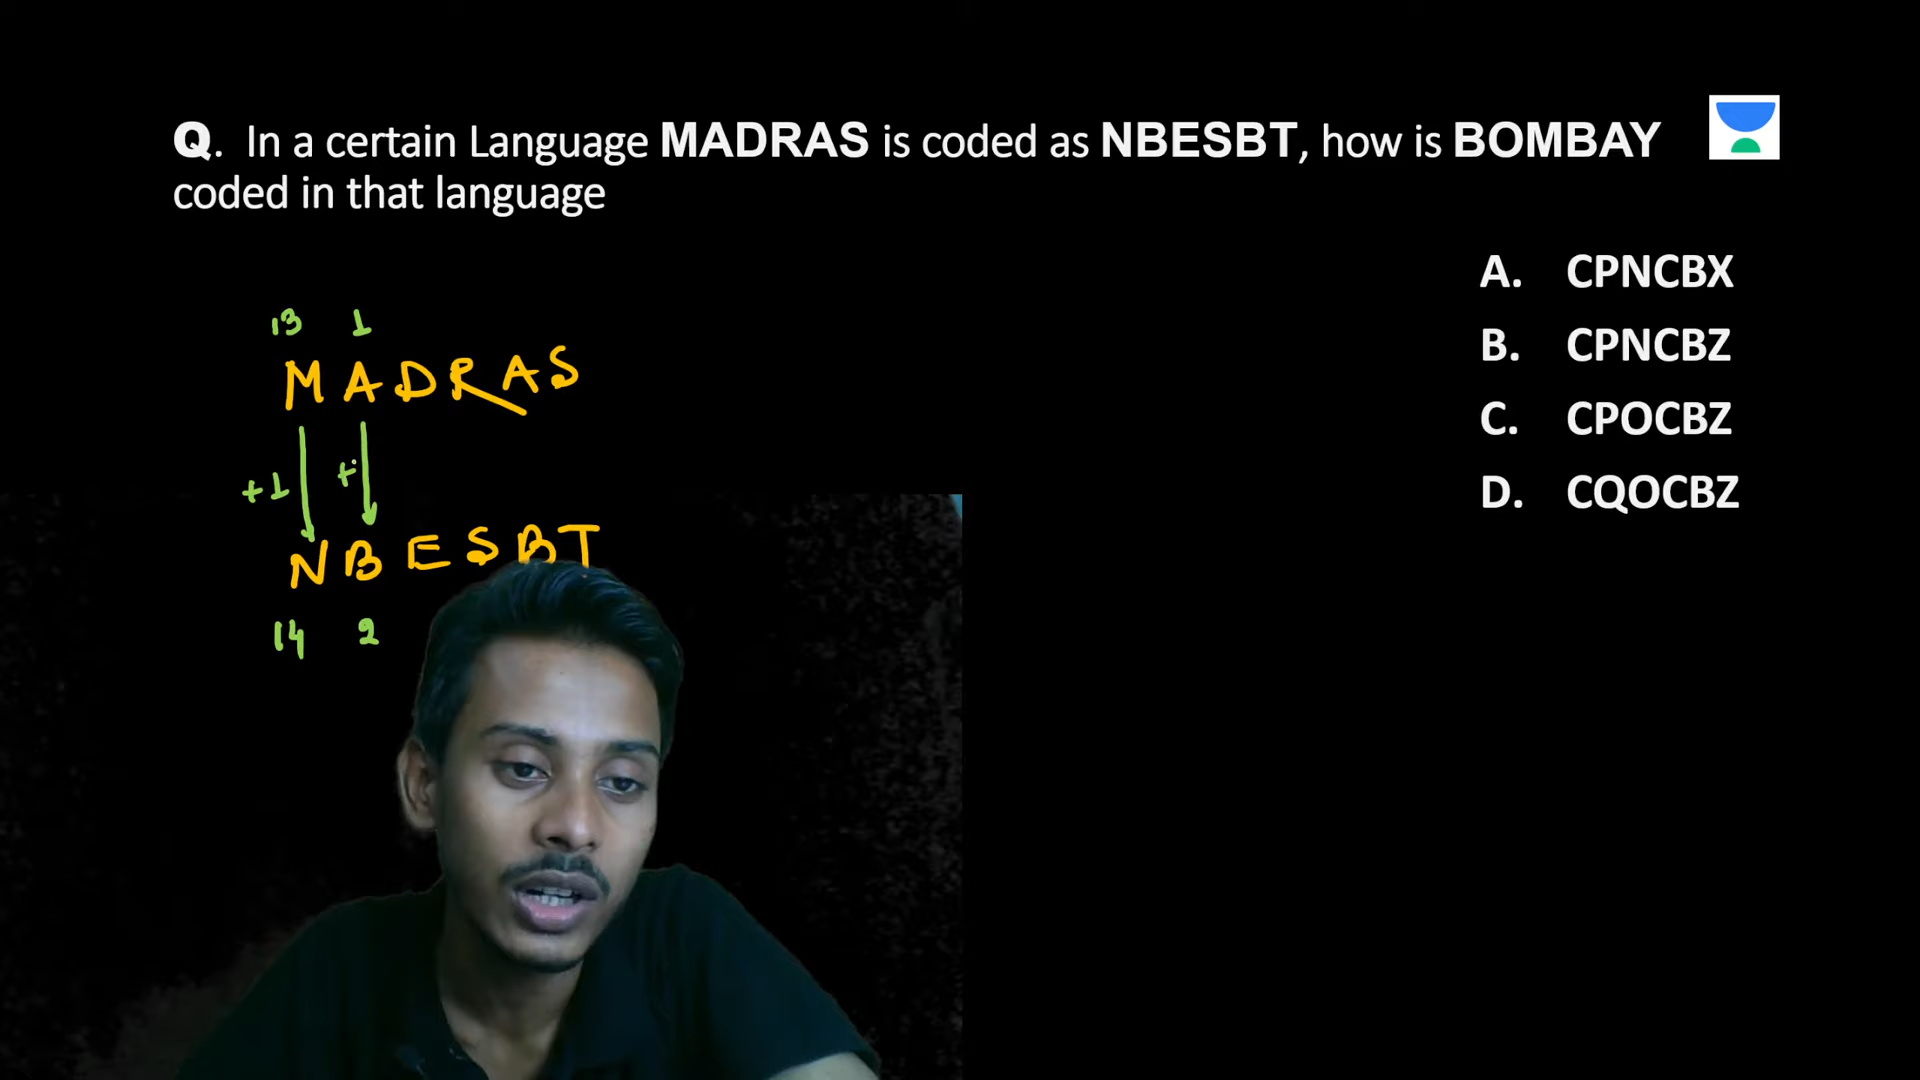 Q. In a certain Language MADRAS is coded as NBESBT, how is BOMBAY
coded in that language
A. CPNCBX
B. CPNCBZ
C. CPOCBZ
D. CQOCBZ
13 1
MADRAS
+1 +
NBESBT
14 2